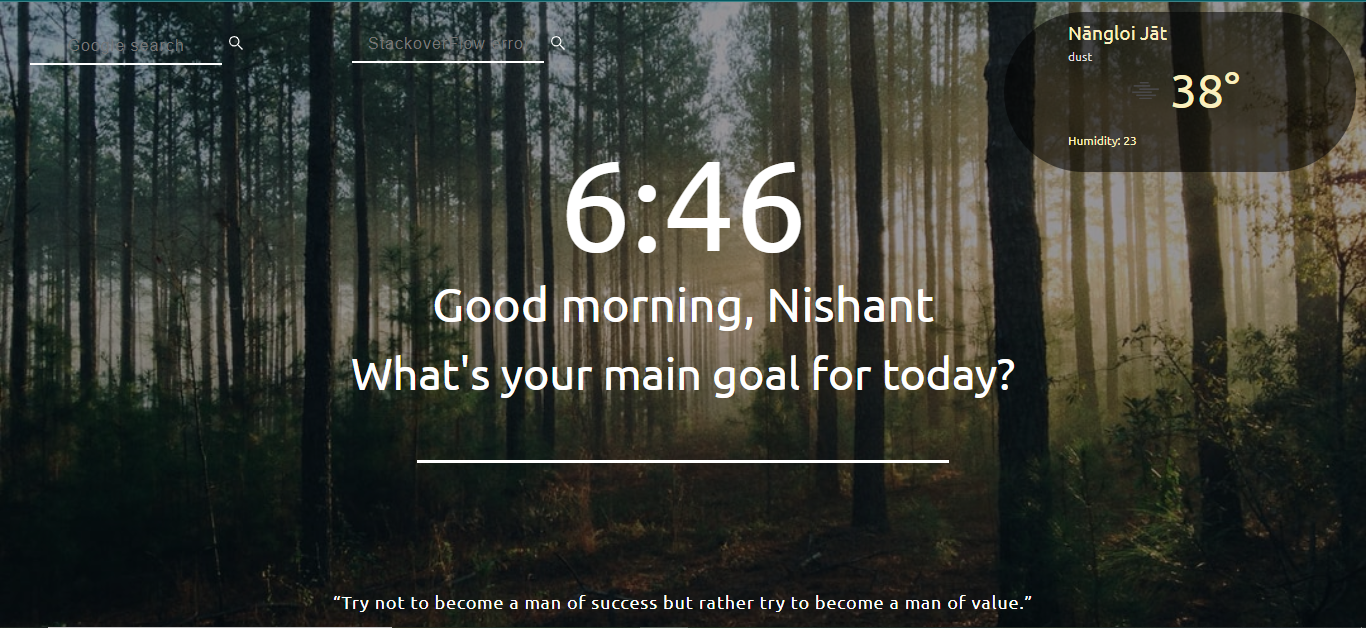 Google search
StackoverFlow Error
Nāngloi Jāt
dust
38°
Humidity: 23
6:46
Good morning, Nishant
What's your main goal for today?
“Try not to become a man of success but rather try to become a man of value.”